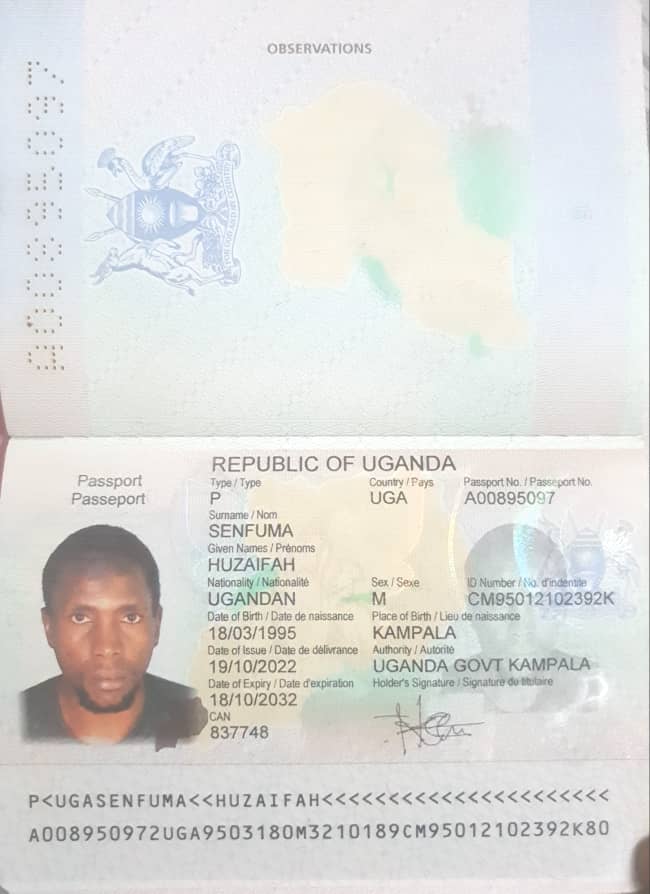 OBSERVATIONS
A00895097
REPUBLIC OF UGANDA
Passport
Passeport
Type / Type
Country / Pays
Passport No. / Passeport No.
P
UGA
A00895097
Surname / Nom
SENFUMA
Given Names / Prénoms
HUZAIFAH
Nationality / Nationalité
Sex / Sexe
ID Number / No. d'indentite
UGANDAN
M
CM95012102392K
Date of Birth / Date de naissance
Place of Birth / Lieu de naissance
18/03/1995
KAMPALA
Date of Issue / Date de délivrance
Authority / Autorité
19/10/2022
UGANDA GOVT KAMPALA
Date of Expiry / Date d'expiration
Holder's Signature / Signature du titulaire
18/10/2032
CAN
837748
P<UGASENFUMA<<HUZAIFAH<<<<<<<<<<<<<<<<<<<<<<
A008950972UGA9503180M3210189CM95012102392K80